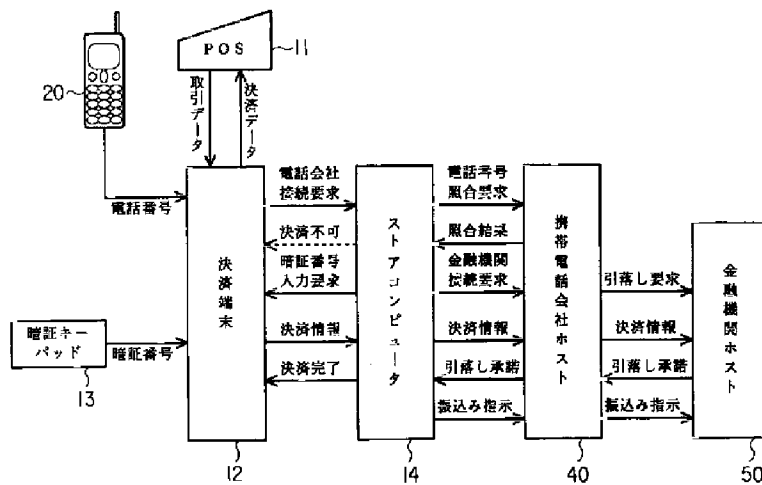 POS
11
20
取引データ
決済データ
電話番号
電話会社
接続要求
電話番号
照合要求
決済不可
照合結果
暗証番号
入力要求
金融機関
接続要求
引落し要求
決済端末
ストアコンピュータ
携帯電話会社ホスト
金融機関ホスト
暗証キー
パッド
暗証番号
13
決済情報
決済情報
決済情報
決済完了
引落し承諾
引落し承諾
振込み指示
振込み指示
12
14
40
50